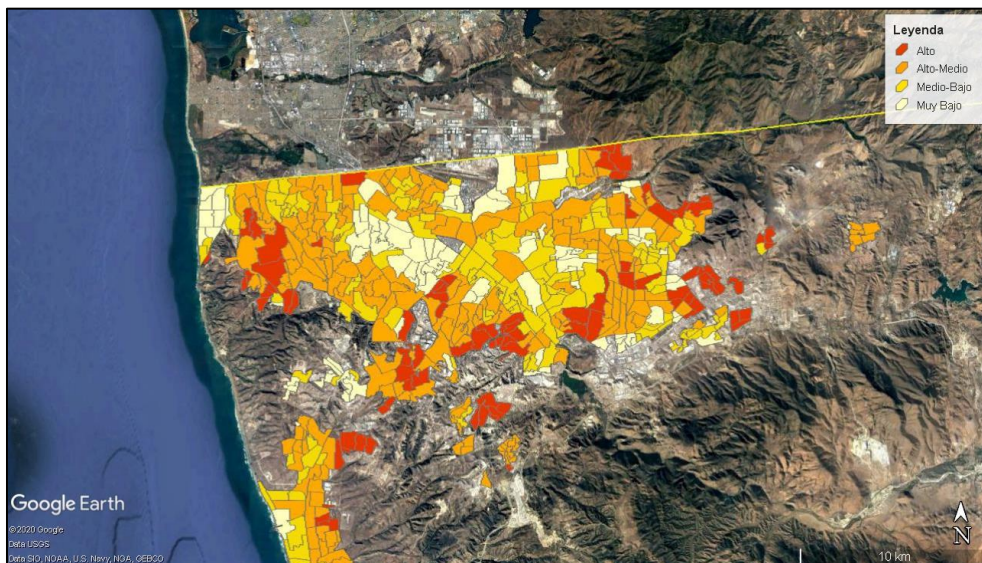 Leyenda
Alto
Alto-Medio
Medio-Bajo
Muy Bajo
Google Earth
©2020 Google
Data USGS
Data SIO, NOAA, U.S. Navy, NGA, GEBCO
N
10 km